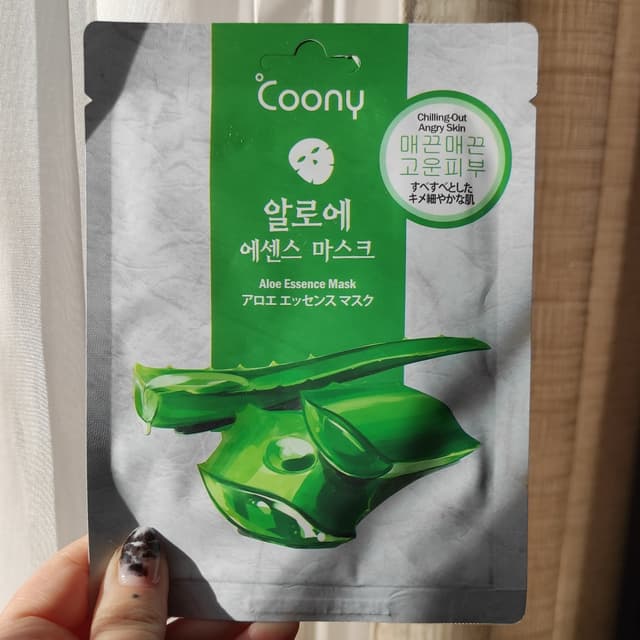 Coony
Chilling-Out
Angry Skin
매끈매끈
고운피부
すべすべとした
キメ細やかな肌
알로에
에센스 마스크
Aloe Essence Mask
アロエ エッセンス マスク